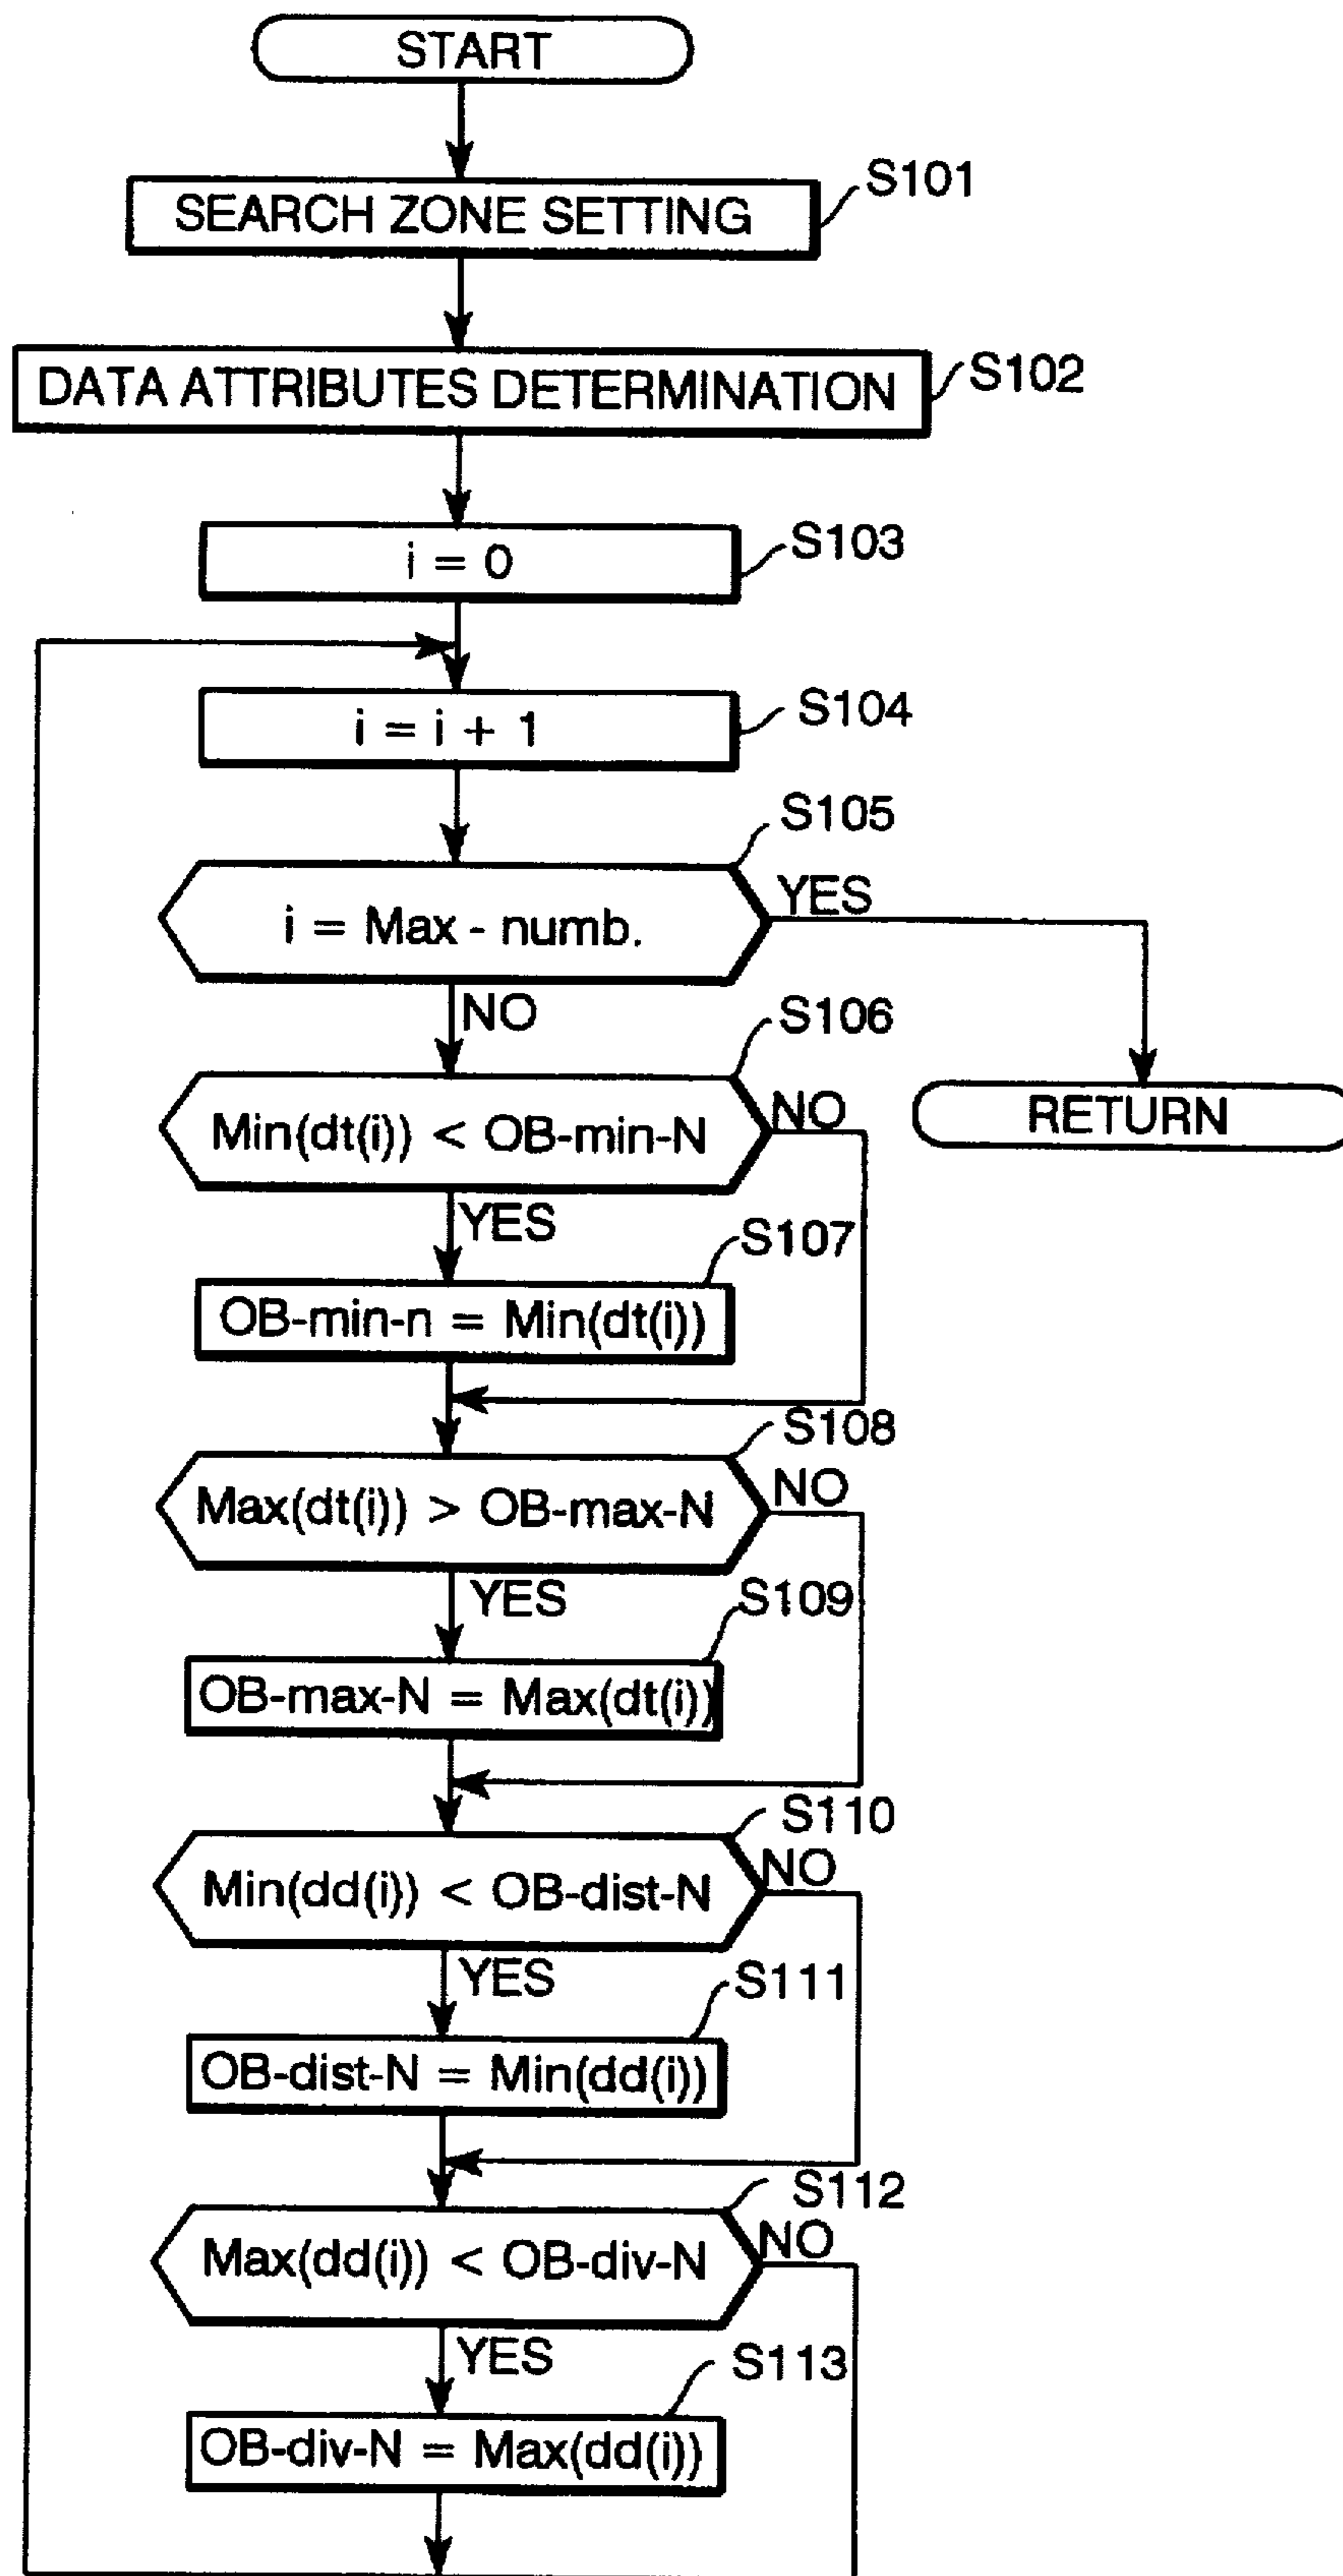 START
S101
SEARCH ZONE SETTING
S102
DATA ATTRIBUTES DETERMINATION
S103
i = 0
S104
i = i + 1
S105
i = Max - numb.
YES
NO
S106
Min(dt(i)) < OB-min-N
NO
RETURN
YES
S107
OB-min-n = Min(dt(i))
S108
Max(dt(i)) > OB-max-N
NO
YES
S109
OB-max-N = Max(dt(i))
S110
Min(dd(i)) < OB-dist-N
NO
YES
S111
OB-dist-N = Min(dd(i))
S112
Max(dd(i)) < OB-div-N
NO
YES
S113
OB-div-N = Max(dd(i))